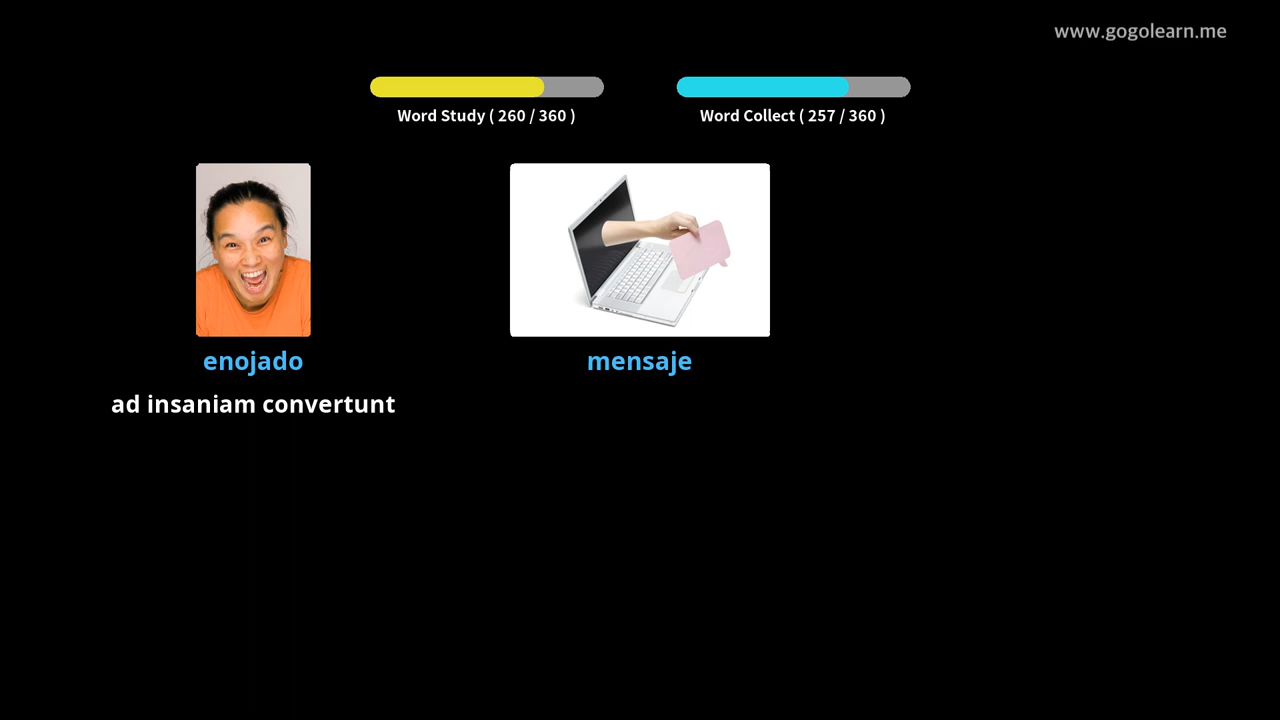 www.gogolearn.me
Word Study ( 260 / 360 )
Word Collect ( 257 / 360 )
enojado
mensaje
ad insaniam convertunt